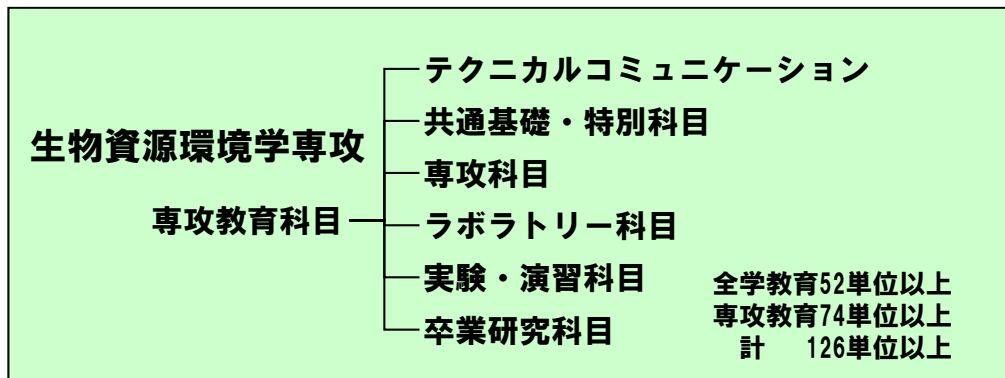 生物資源環境学専攻
専攻教育科目
テクニカルコミュニケーション
共通基礎・特別科目
専攻科目
ラボラトリー科目
実験・演習科目
卒業研究科目
全学教育52単位以上
専攻教育74単位以上
計 126単位以上